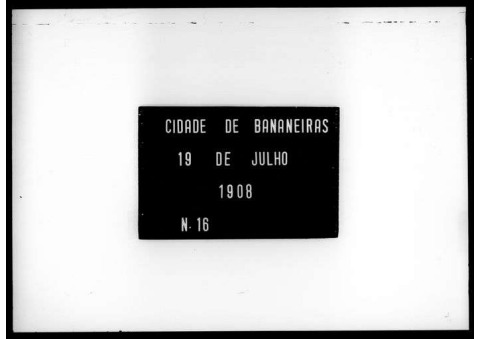 CIDADE DE BANANEIRAS
19 DE JULHO
1908
N. 16